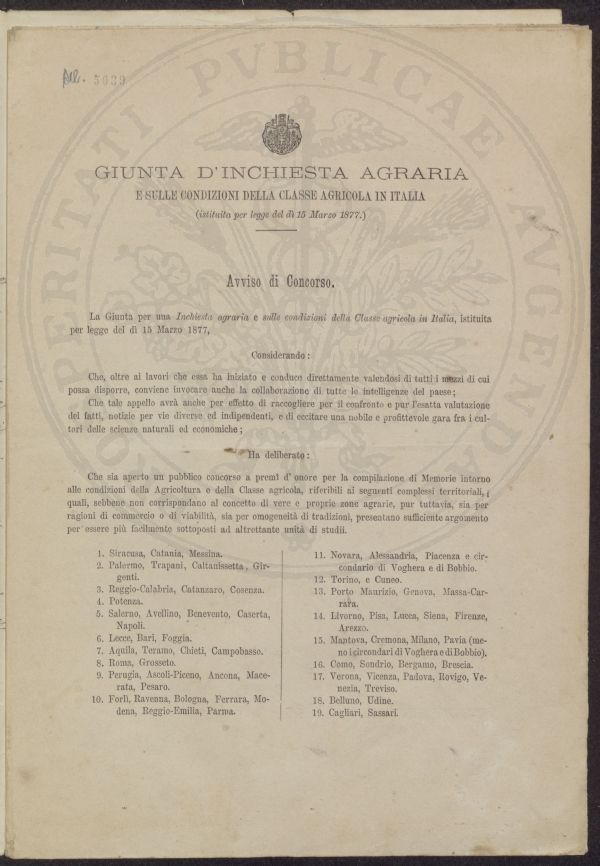 5039
PROSPERITATI PVBLICAE AVGENDAE
GIUNTA D'INCHIESTA AGRARIA
E SULLE CONDIZIONI DELLA CLASSE AGRICOLA IN ITALIA
(istituita per legge del dì 15 Marzo 1877.)
Avviso di Concorso.
La Giunta per una Inchiesta agraria e sulle condizioni della Classe agricola in Italia, istituita
per legge del dì 15 Marzo 1877,
Considerando:
Che, oltre ai lavori che essa ha iniziato e conduce direttamente valendosi di tutti i mezzi di cui
possa disporre, conviene invocare anche la collaborazione di tutte le intelligenze del paese;
Che tale appello avrà anche per effetto di raccogliere per il confronto e pur l'esatta valutazione
dei fatti, notizie per vie diverse ed indipendenti, e di eccitare una nobile e profittevole gara fra i cul-
tori delle scienze naturali ed economiche;
Ha deliberato:
Che sia aperto un pubblico concorso a premî d'onore per la compilazione di Memorie intorno
alle condizioni della Agricoltura e della Classe agricola, riferibili ai seguenti complessi territoriali, i
quali, sebbene non corrispondano al concetto di vere e proprie zone agrarie, pur tuttavia, sia per
ragioni di commercio o di viabilità, sia per omogeneità di tradizioni, presentano sufficiente argomento
per essere più facilmente sottoposti ad altrettante unità di studii.
1. Siracusa, Catania, Messina.
2. Palermo, Trapani, Caltanissetta, Gir-
genti.
3. Reggio-Calabria, Catanzaro, Cosenza.
4. Potenza.
5. Salerno, Avellino, Benevento, Caserta,
Napoli.
6. Lecce, Bari, Foggia.
7. Aquila, Teramo, Chieti, Campobasso.
8. Roma, Grosseto.
9. Perugia, Ascoli-Piceno, Ancona, Mace-
rata, Pesaro.
10. Forlì, Ravenna, Bologna, Ferrara, Mo-
dena, Reggio-Emilia, Parma.
11. Novara, Alessandria, Piacenza e cir-
condario di Voghera e di Bobbio.
12. Torino, e Cuneo.
13. Porto Maurizio, Genova, Massa-Car-
rara.
14. Livorno, Pisa, Lucca, Siena, Firenze,
Arezzo.
15. Mantova, Cremona, Milano, Pavia (me-
no i circondari di Voghera e di Bobbio).
16. Como, Sondrio, Bergamo, Brescia.
17. Verona, Vicenza, Padova, Rovigo, Ve-
nezia, Treviso.
18. Belluno, Udine.
19. Cagliari, Sassari.